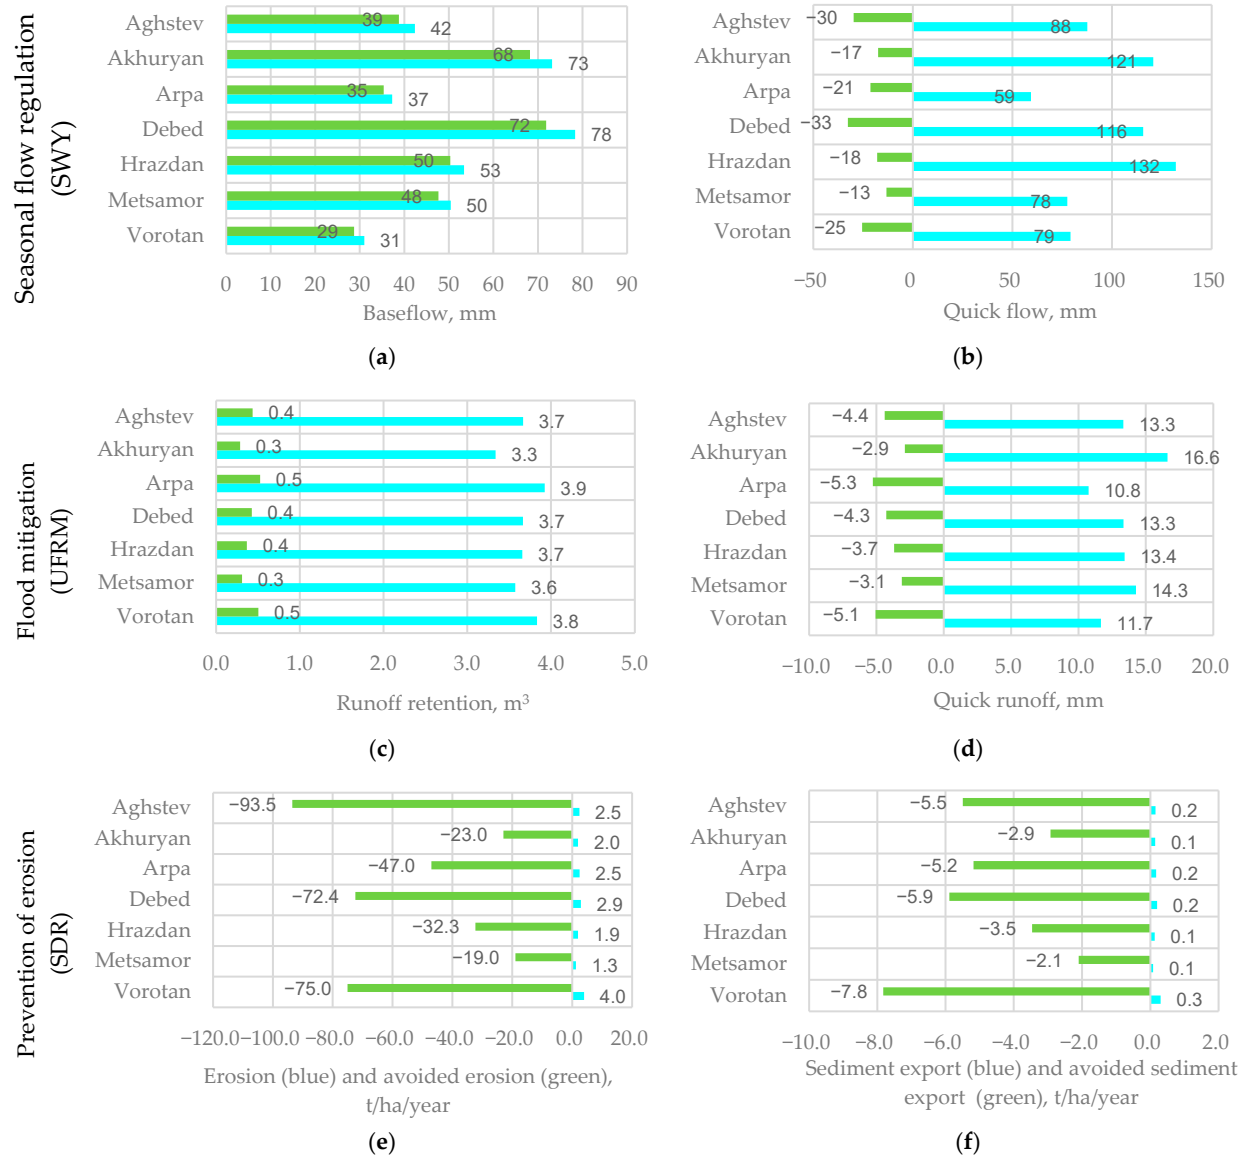 Seasonal flow regulation
(SWY)
Aghstev
39
42
Akhuryan
68
73
Arpa
35
37
Debed
72
78
Hrazdan
50
53
Metsamor
48
50
Vorotan
29
31
0 10 20 30 40 50 60 70 80 90
Baseflow, mm
(a)
Aghstev
−30
88
Akhuryan
−17
121
Arpa
−21
59
Debed
−33
116
Hrazdan
−18
132
Metsamor
−13
78
Vorotan
−25
79
−50 0 50 100 150
Quick flow, mm
(b)
Flood mitigation
(UFRM)
Aghstev
0.4
3.7
Akhuryan
0.3
3.3
Arpa
0.5
3.9
Debed
0.4
3.7
Hrazdan
0.4
3.7
Metsamor
0.3
3.6
Vorotan
0.5
3.8
0.0 1.0 2.0 3.0 4.0 5.0
Runoff retention, m³
(c)
Aghstev
−4.4
13.3
Akhuryan
−2.9
16.6
Arpa
−5.3
10.8
Debed
−4.3
13.3
Hrazdan
−3.7
13.4
Metsamor
−3.1
14.3
Vorotan
−5.1
11.7
−10.0 −5.0 0.0 5.0 10.0 15.0 20.0
Quick runoff, mm
(d)
Prevention of erosion
(SDR)
Aghstev
−93.5
2.5
Akhuryan
−23.0
2.0
Arpa
−47.0
2.5
Debed
−72.4
2.9
Hrazdan
−32.3
1.9
Metsamor
−19.0
1.3
Vorotan
−75.0
4.0
−120.0 −100.0 −80.0 −60.0 −40.0 −20.0 0.0 20.0
Erosion (blue) and avoided erosion (green),
t/ha/year
(e)
Aghstev
−5.5
0.2
Akhuryan
−2.9
0.1
Arpa
−5.2
0.2
Debed
−5.9
0.2
Hrazdan
−3.5
0.1
Metsamor
−2.1
0.1
Vorotan
−7.8
0.3
−10.0 −8.0 −6.0 −4.0 −2.0 0.0 2.0
Sediment export (blue) and avoided sediment
export (green), t/ha/year
(f)